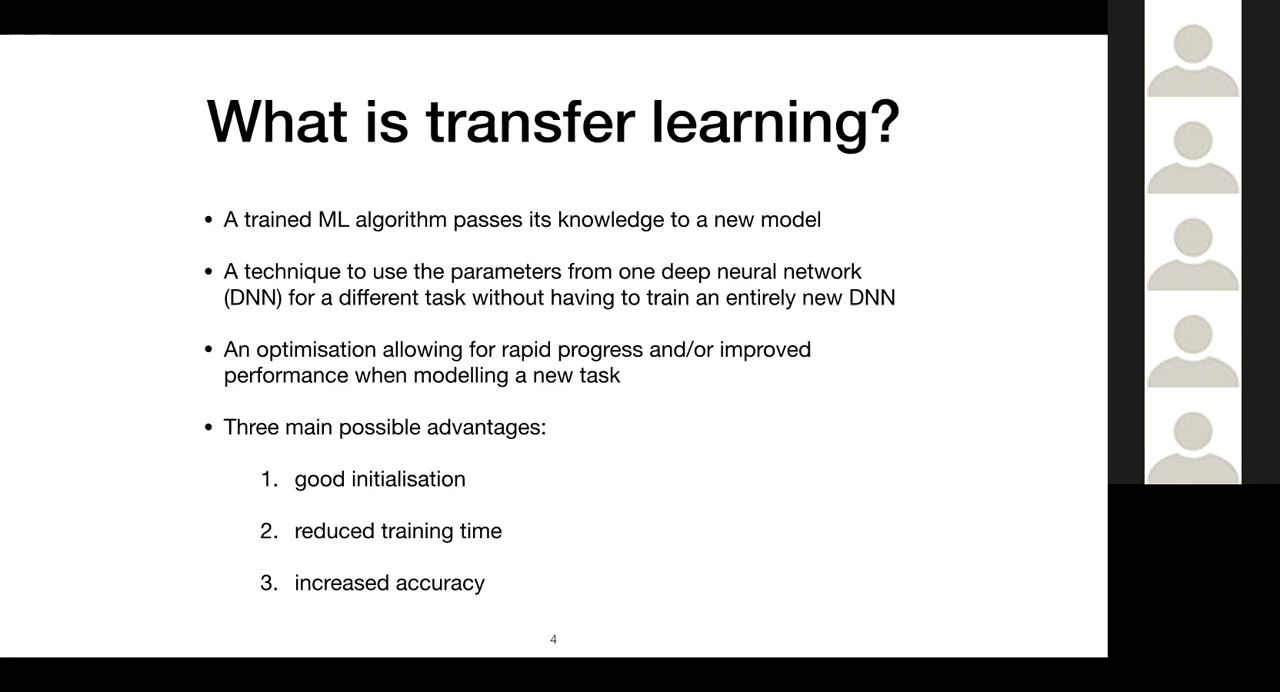 What is transfer learning?
• A trained ML algorithm passes its knowledge to a new model
• A technique to use the parameters from one deep neural network
(DNN) for a different task without having to train an entirely new DNN
• An optimisation allowing for rapid progress and/or improved
performance when modelling a new task
• Three main possible advantages:
1. good initialisation
2. reduced training time
3. increased accuracy
4